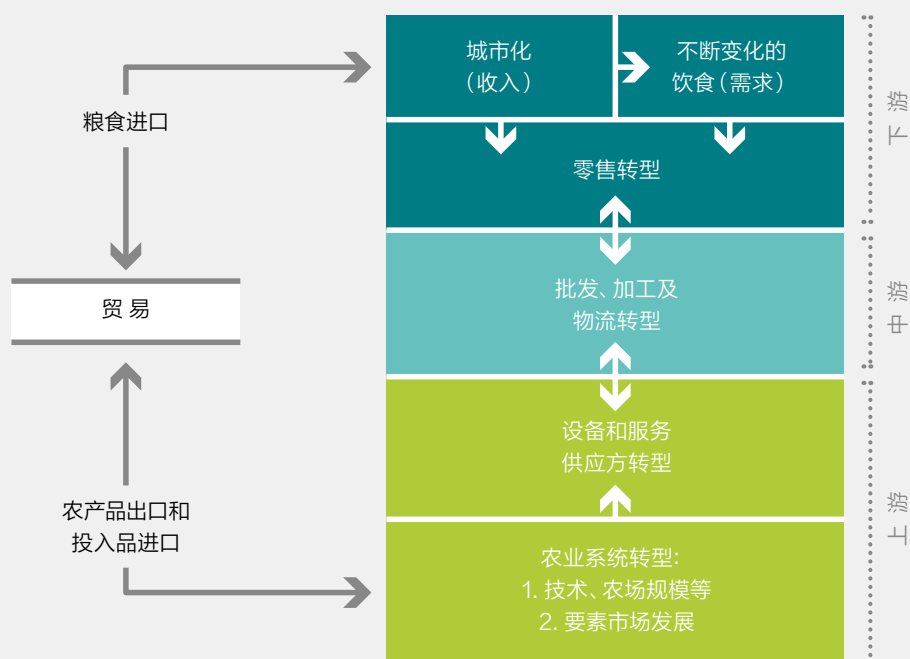 城市化
（收入）
不断变化的
饮食（需求）
粮食进口
零售转型
下游
贸易
批发、加工及
物流转型
中游
设备和服务
供应方转型
农产品出口和
投入品进口
上游
农业系统转型:
1. 技术、农场规模等
2. 要素市场发展